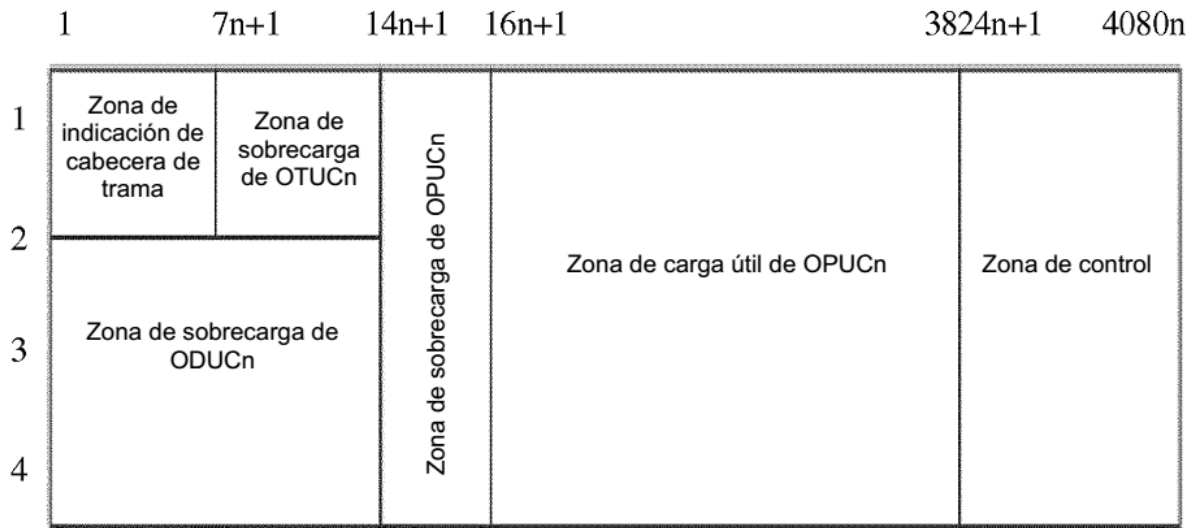 1 7n+1 14n+1 16n+1 3824n+1 4080n
1
Zona de
indicación de
cabecera de
trama
Zona de
sobrecarga
de OTUCn
2
Zona de sobrecarga de
ODUCn
3
4
Zona de sobrecarga de OPUCn
Zona de carga útil de OPUCn
Zona de control